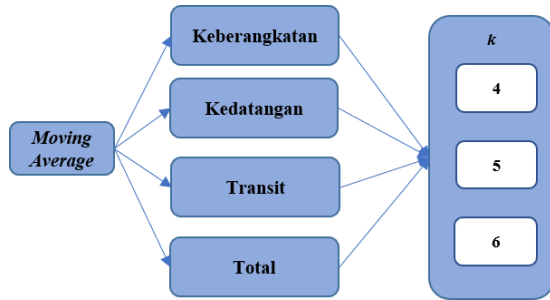 Moving
Average
Keberangkatan
Kedatangan
Transit
Total
k
4
5
6